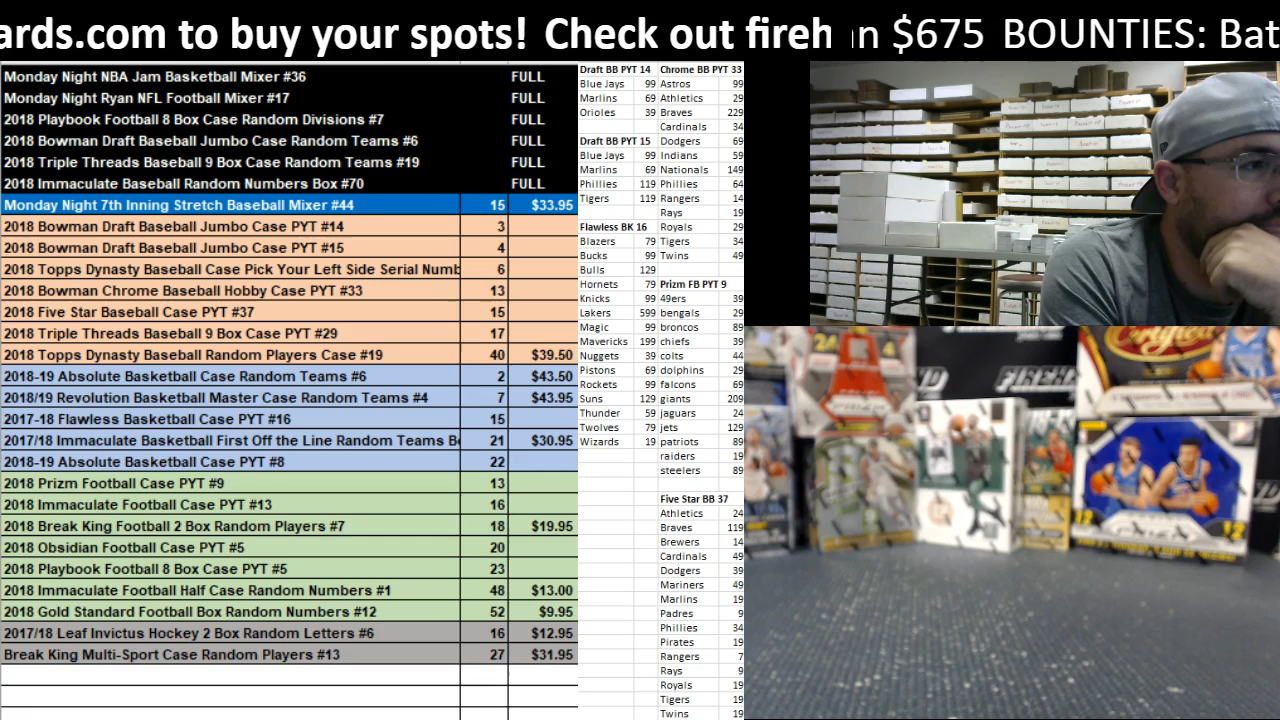 ards.com to buy your spots!  Check out fireh
n $675  BOUNTIES: Bat
Monday Night NBA Jam Basketball Mixer #36 FULL
Monday Night Ryan NFL Football Mixer #17 FULL
2018 Playbook Football 8 Box Case Random Divisions #7 FULL
2018 Bowman Draft Baseball Jumbo Case Random Teams #6 FULL
2018 Triple Threads Baseball 9 Box Case Random Teams #19 FULL
2018 Immaculate Baseball Random Numbers Box #70 FULL
Monday Night 7th Inning Stretch Baseball Mixer #44 15 $33.95
2018 Bowman Draft Baseball Jumbo Case PYT #14 3
2018 Bowman Draft Baseball Jumbo Case PYT #15 4
2018 Topps Dynasty Baseball Case Pick Your Left Side Serial Numb 6
2018 Bowman Chrome Baseball Hobby Case PYT #33 13
2018 Five Star Baseball Case PYT #37 15
2018 Triple Threads Baseball 9 Box Case PYT #29 17
2018 Topps Dynasty Baseball Random Players Case #19 40 $39.50
2018-19 Absolute Basketball Case Random Teams #6 2 $43.50
2018/19 Revolution Basketball Master Case Random Teams #4 7 $43.95
2017-18 Flawless Basketball Case PYT #16 15
2017/18 Immaculate Basketball First Off the Line Random Teams B 21 $30.95
2018-19 Absolute Basketball Case PYT #8 22
2018 Prizm Football Case PYT #9 13
2018 Immaculate Football Case PYT #13 16
2018 Break King Football 2 Box Random Players #7 18 $19.95
2018 Obsidian Football Case PYT #5 20
2018 Playbook Football 8 Box Case PYT #5 23
2018 Immaculate Football Half Case Random Numbers #1 48 $13.00
2018 Gold Standard Football Box Random Numbers #12 52 $9.95
2017/18 Leaf Invictus Hockey 2 Box Random Letters #6 16 $12.95
Break King Multi-Sport Case Random Players #13 27 $31.95
Draft BB PYT 14
Blue Jays 99
Marlins 69
Orioles 39
Draft BB PYT 15
Blue Jays 99
Marlins 69
Phillies 119
Tigers 119
Flawless BK 16
Blazers 79
Bucks 99
Bulls 129
Hornets 79
Knicks 99
Lakers 599
Magic 99
Mavericks 199
Nuggets 39
Pistons 69
Rockets 99
Suns 129
Thunder 59
Twolves 79
Wizards 19
Chrome BB PYT 33
Astros 99
Athletics 29
Braves 229
Cardinals 34
Dodgers 69
Indians 59
Nationals 149
Phillies 64
Rangers 14
Rays 19
Royals 29
Tigers 34
Twins 49
Prizm FB PYT 9
49ers 39
bengals 29
broncos 89
chiefs 39
colts 44
dolphins 29
falcons 69
giants 209
jaguars 24
jets 129
patriots 89
raiders 19
steelers 89
Five Star BB 37
Athletics 24
Braves 119
Brewers 14
Cardinals 49
Dodgers 39
Mariners 49
Marlins 19
Padres 9
Phillies 34
Pirates 19
Rangers 7
Rays 9
Royals 19
Tigers 19
Twins 19
Certified
12
12